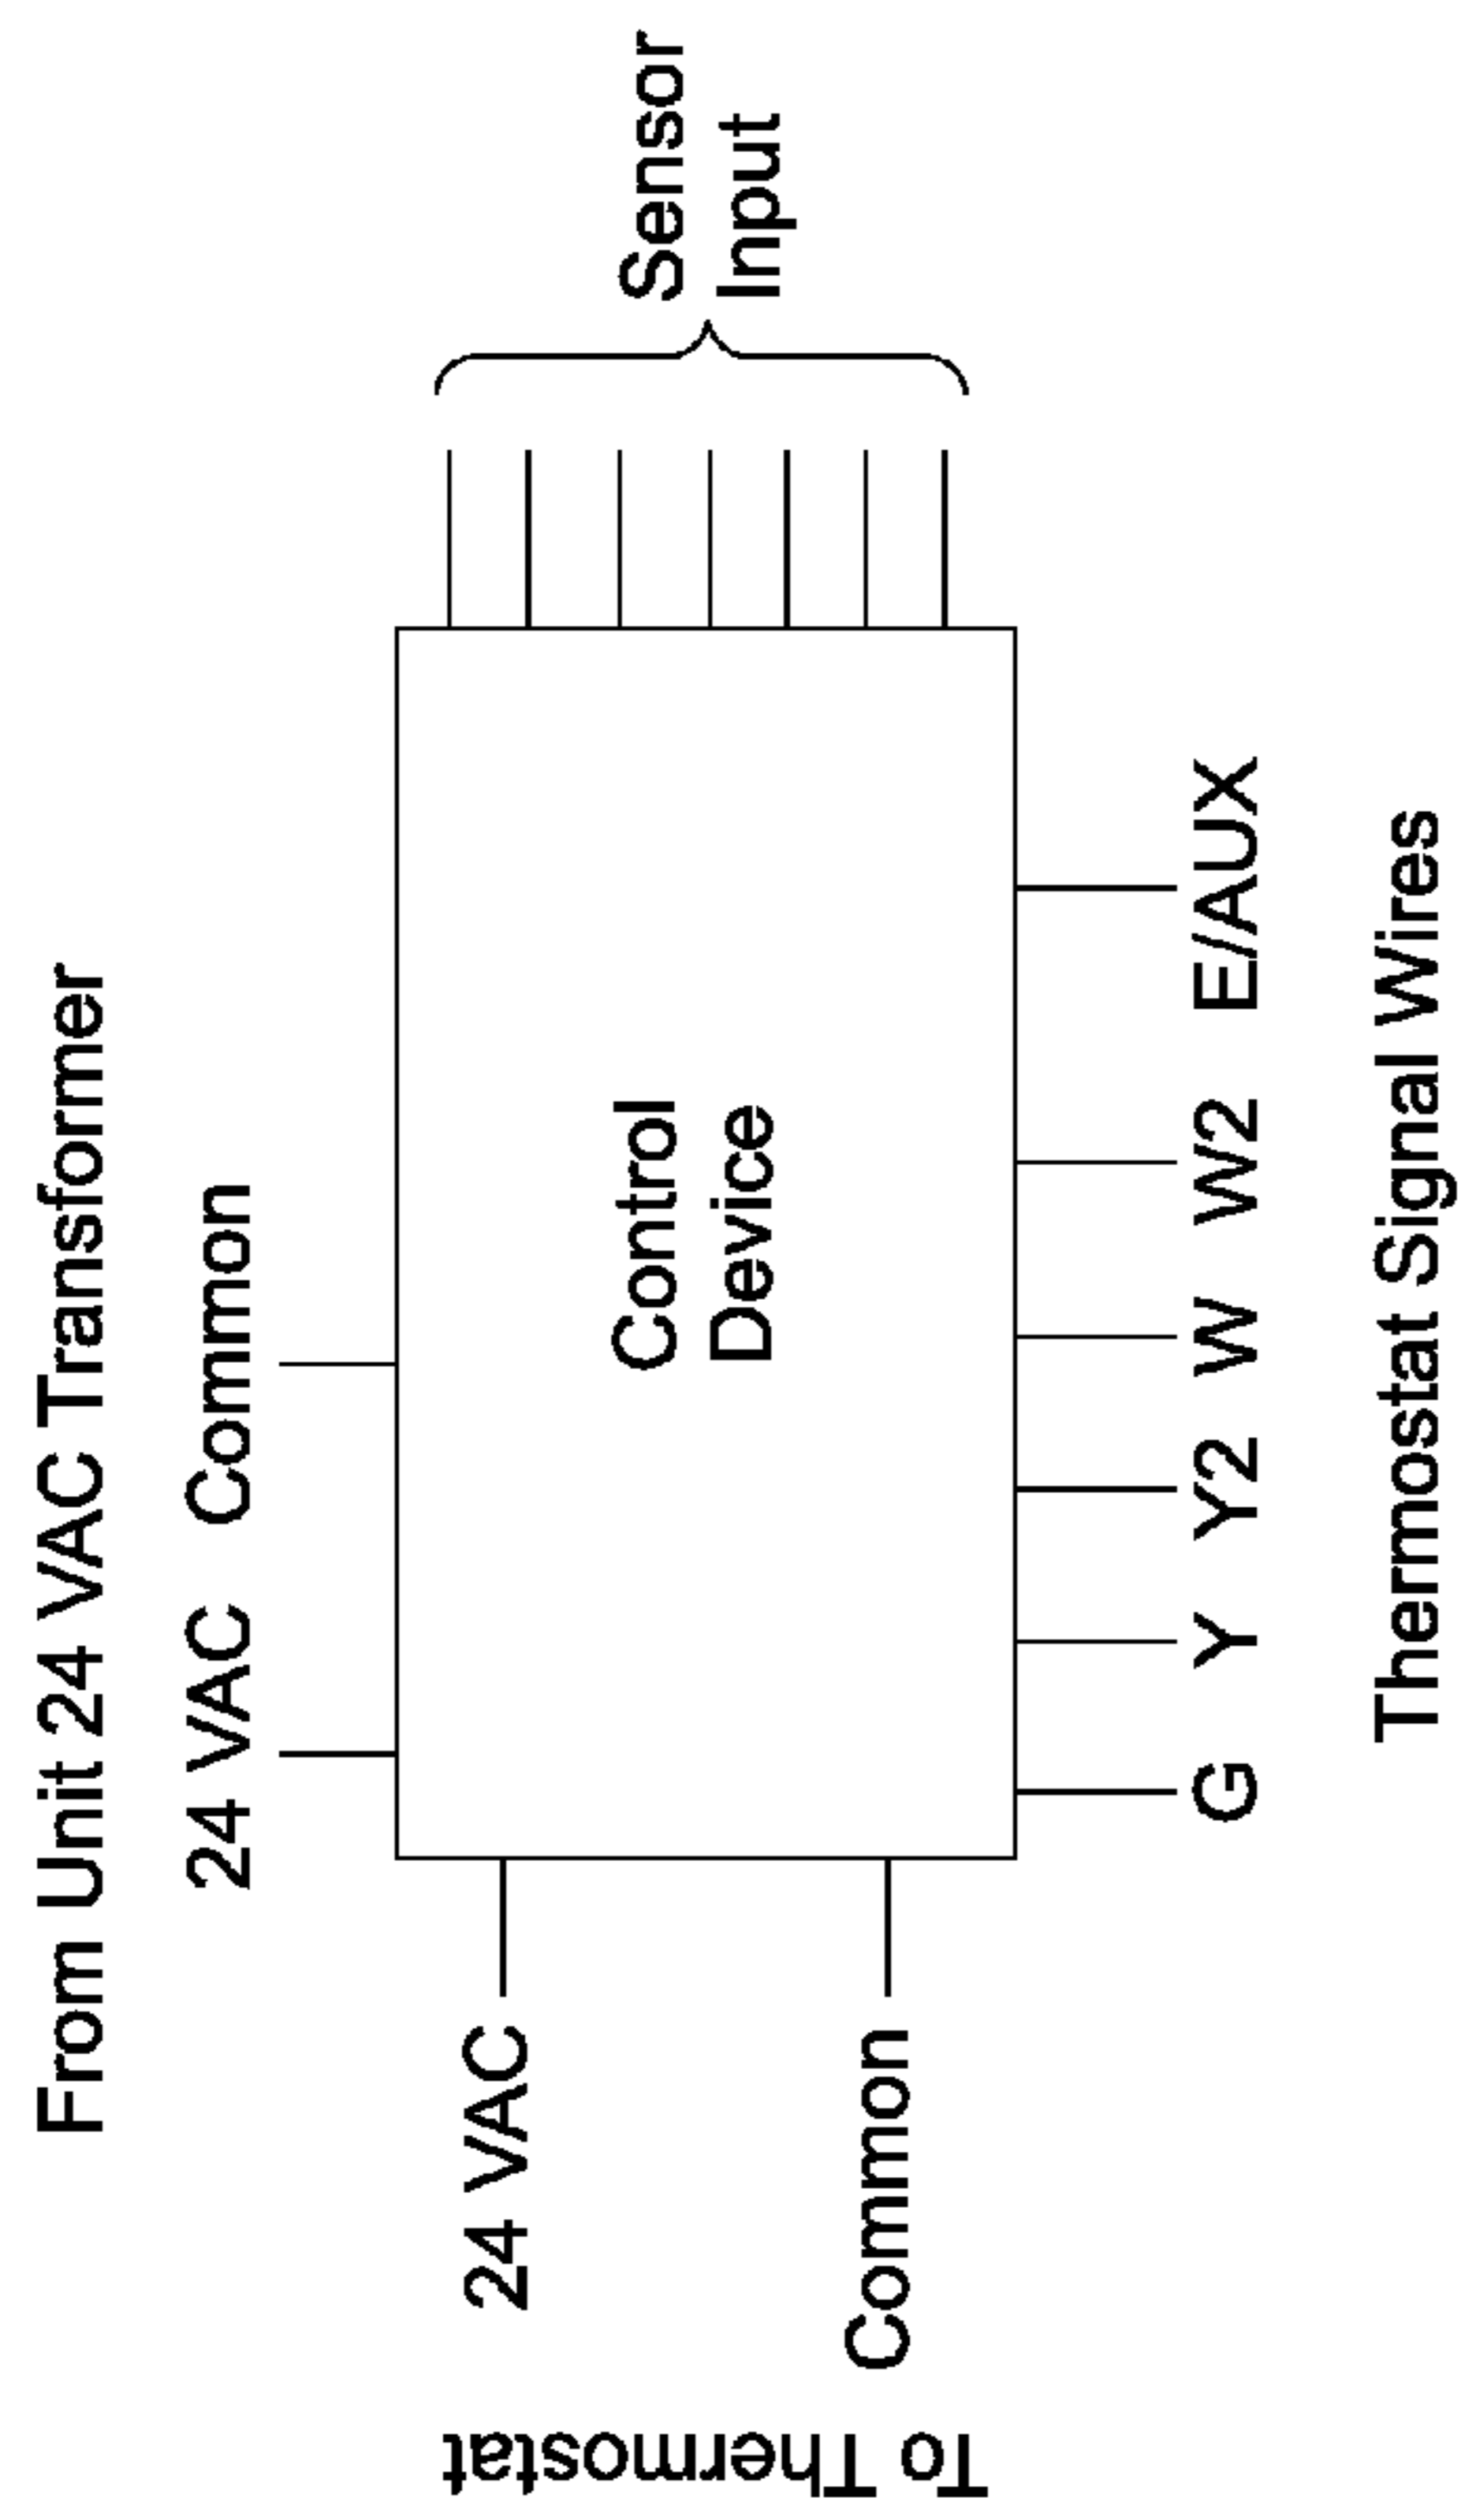 From Unit 24 VAC Transformer
24 VAC Common
24 VAC
Common
To Thermostat
Control
Device
Sensor
Input
G Y Y2 W W2 E/AUX
Thermostat Signal Wires